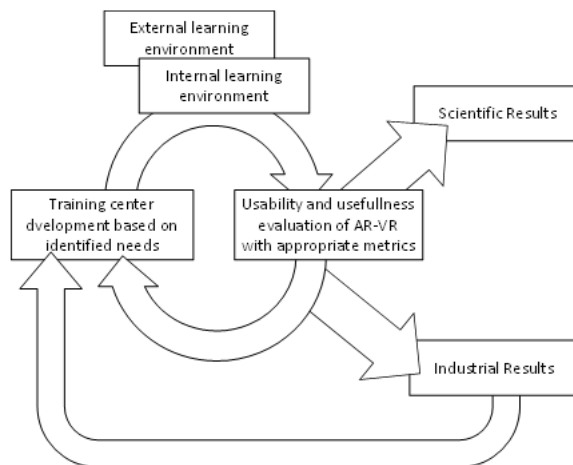 External learning
environment
Internal learning
environment
Scientific Results
Training center
dvelopment based on
identified needs
Usability and usefullness
evaluation of AR-VR
with appropriate metrics
Industrial Results